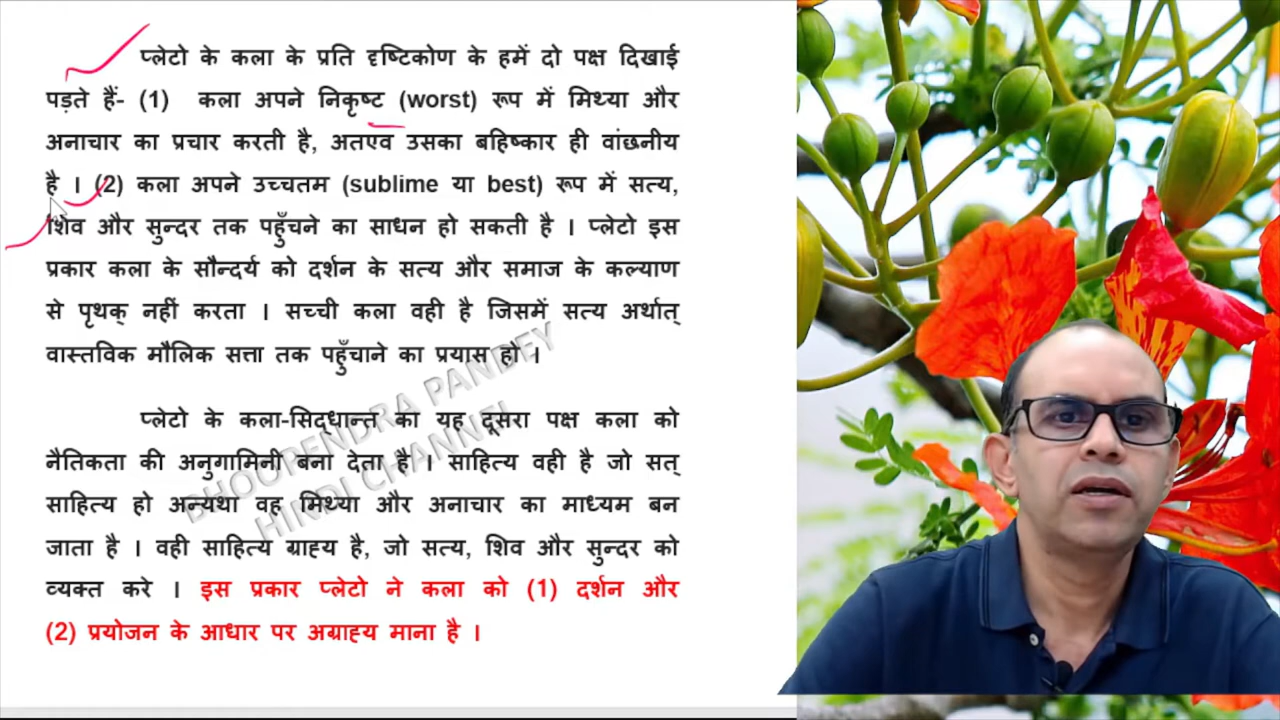 प्लेटो के कला के प्रति दृष्टिकोण के हमें दो पक्ष दिखाई
पड़ते हैं- (1) कला अपने निकृष्ट (worst) रूप में मिथ्या और
अनाचार का प्रचार करती है, अतएव उसका बहिष्कार ही वांछनीय
है । (2) कला अपने उच्चतम (sublime या best) रूप में सत्य,
शिव और सुन्दर तक पहुँचने का साधन हो सकती है । प्लेटो इस
प्रकार कला के सौन्दर्य को दर्शन के सत्य और समाज के कल्याण
से पृथक् नहीं करता । सच्ची कला वही है जिसमें सत्य अर्थात्
वास्तविक मौलिक सत्ता तक पहुँचाने का प्रयास हो ।
प्लेटो के कला-सिद्धान्त का यह दूसरा पक्ष कला को
नैतिकता की अनुगामिनी बना देता है । साहित्य वही है जो सत्
साहित्य हो अन्यथा वह मिथ्या और अनाचार का माध्यम बन
जाता है । वही साहित्य ग्राह्य है, जो सत्य, शिव और सुन्दर को
व्यक्त करे । इस प्रकार प्लेटो ने कला को (1) दर्शन और
(2) प्रयोजन के आधार पर अग्राह्य माना है ।
BHOOPENDRA PANDEY
HINDI CHANNEL